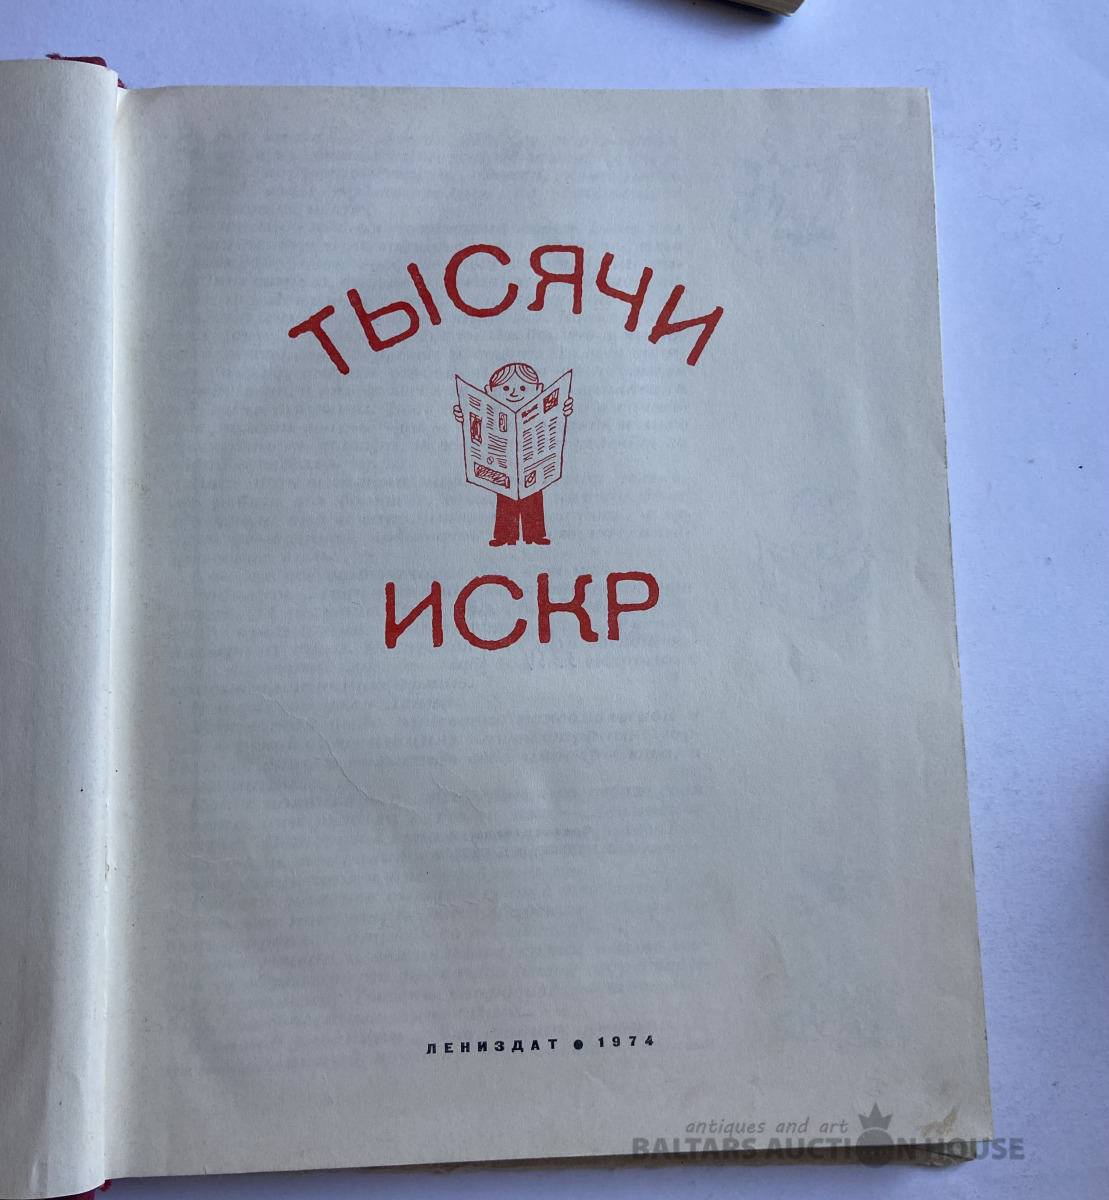 ТЫСЯЧИ
ИСКР
ЛЕНИЗДАТ • 1974
antiques and art
BALTARS AUCTION HOUSE